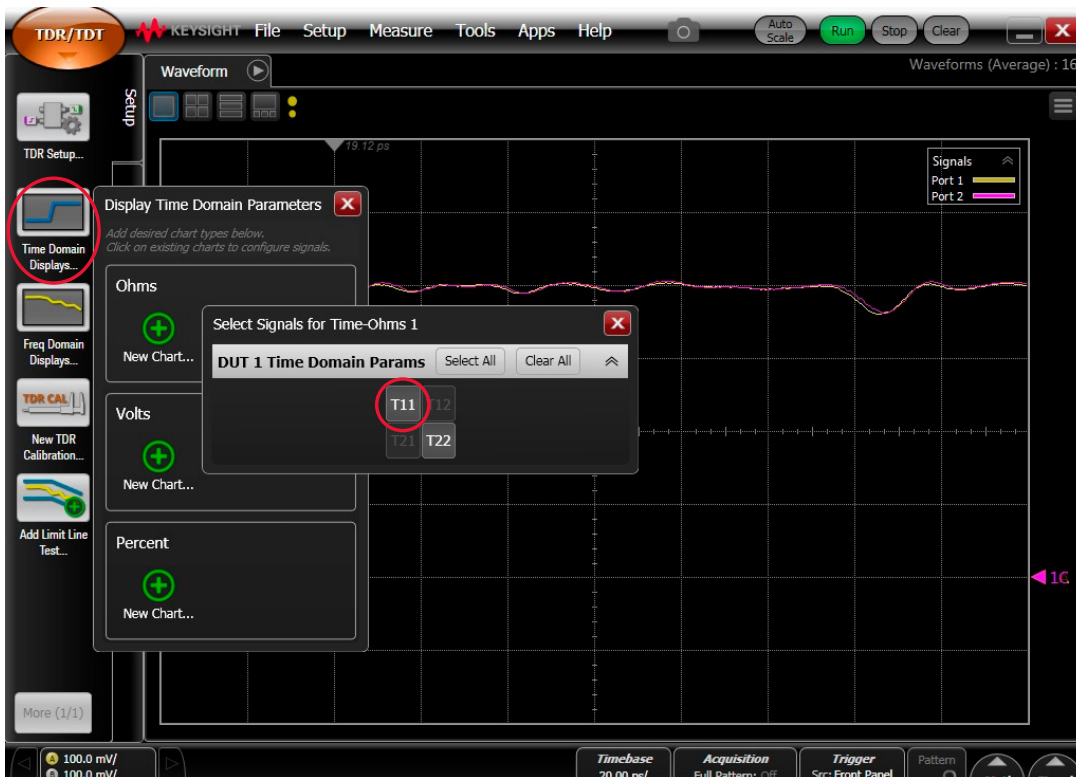 TDR/TDT
KEYSIGHT File Setup Measure Tools Apps Help
Auto Scale
Run
Stop
Clear
Waveform
Waveforms (Average) : 16
Setup
TDR Setup...
19.12 ps
Signals
Port 1
Port 2
Time Domain
Displays...
Display Time Domain Parameters
Add desired chart types below.
Click on existing charts to configure signals.
Ohms
New Chart...
Select Signals for Time-Ohms 1
DUT 1 Time Domain Params Select All Clear All
T11 T12
T21 T22
Freq Domain
Displays...
Volts
New Chart...
TDR CAL
New TDR
Calibration...
Add Limit Line
Test...
Percent
New Chart...
More (1/1)
A 100.0 mV/
100.0 mV/
Timebase
20.00 ps/
Acquisition
Full Pattern: Off
Trigger
Src: Front Panel
Pattern